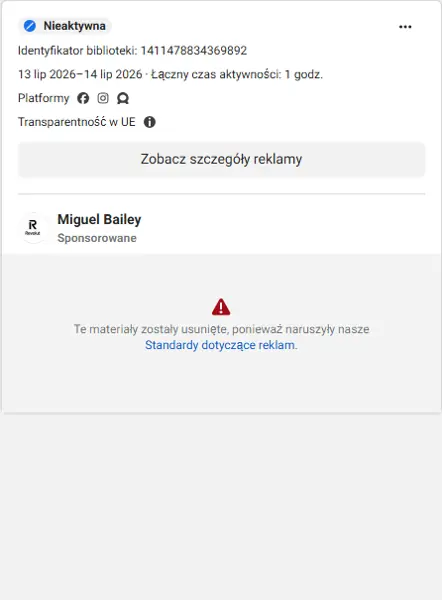 Nieaktywna
Identyfikator biblioteki: 1411478834369892
13 lip 2026–14 lip 2026 · Łączny czas aktywności: 1 godz.
Platformy
Transparentność w UE
Zobacz szczegóły reklamy
Miguel Bailey
Sponsorowane
R
Revolut
Te materiały zostały usunięte, ponieważ naruszyły nasze
Standardy dotyczące reklam.